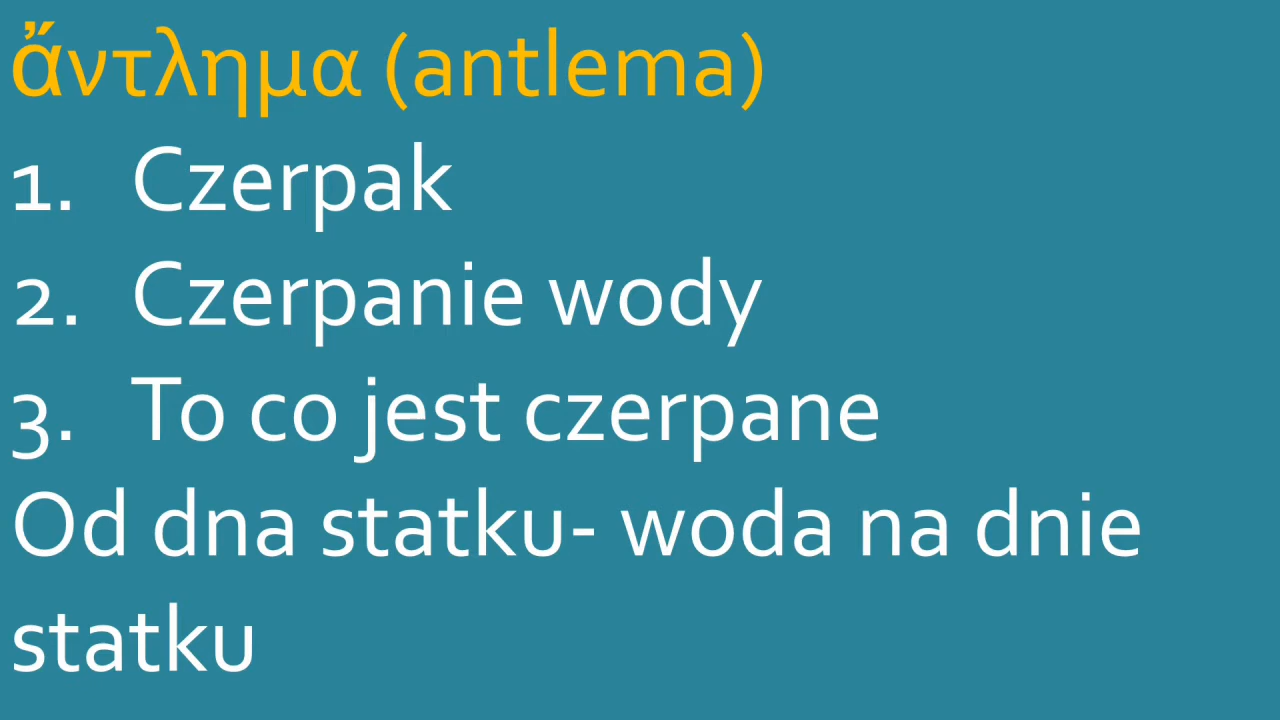 ἄντλημα (antlema)
1. Czerpak
2. Czerpanie wody
3. To co jest czerpane
Od dna statku- woda na dnie
statku